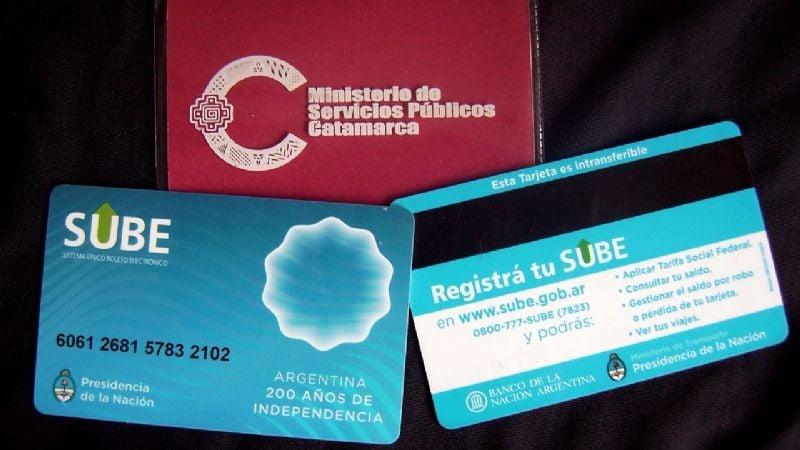 Ministerio de
Servicios Públicos
Catamarca
SUBE
SISTEMA ÚNICO BOLETO ELECTRÓNICO
6061 2681 5783 2102
Presidencia
de la Nación
ARGENTINA
200 AÑOS DE
INDEPENDENCIA
Esta Tarjeta es intransferible
Registrá tu SUBE
en www.sube.gob.ar
0800-777-SUBE (7823)
y podrás:
• Aplicar Tarifa Social Federal.
• Consultar tu saldo.
• Gestionar el saldo por robo
o pérdida de tu tarjeta.
• Ver tus viajes.
BANCO DE LA
NACION ARGENTINA
Ministerio de Transporte
Presidencia de la Nación